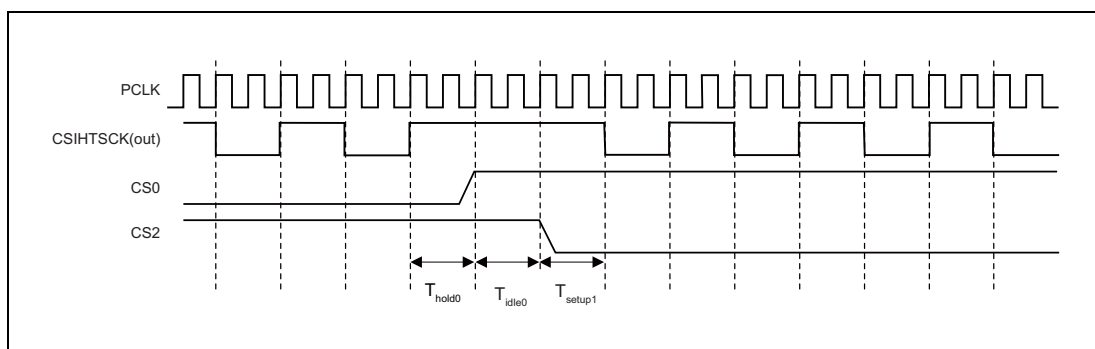 PCLK
CSIHTSCK(out)
CS0
CS2
Thold0
Tidle0
Tsetup1